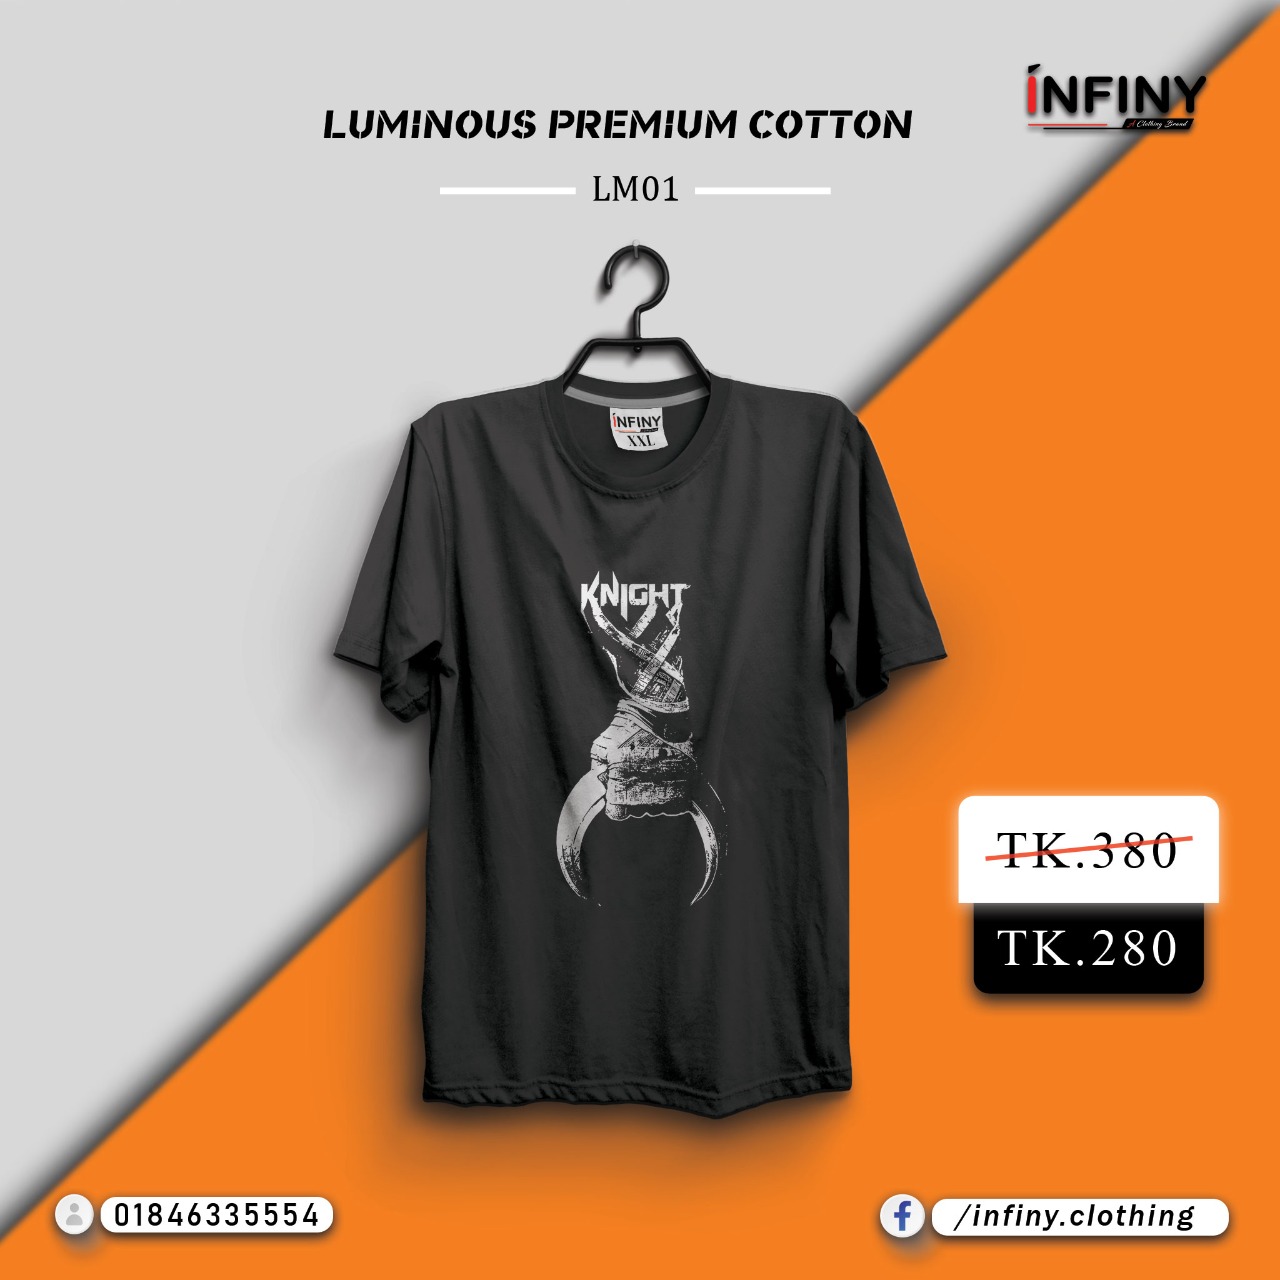 INFINY
A Clothing Brand
LUMINOUS PREMIUM COTTON
LM01
INFINY
XXL
KNIGHT
TK.380
TK.280
01846335554
/infiny.clothing